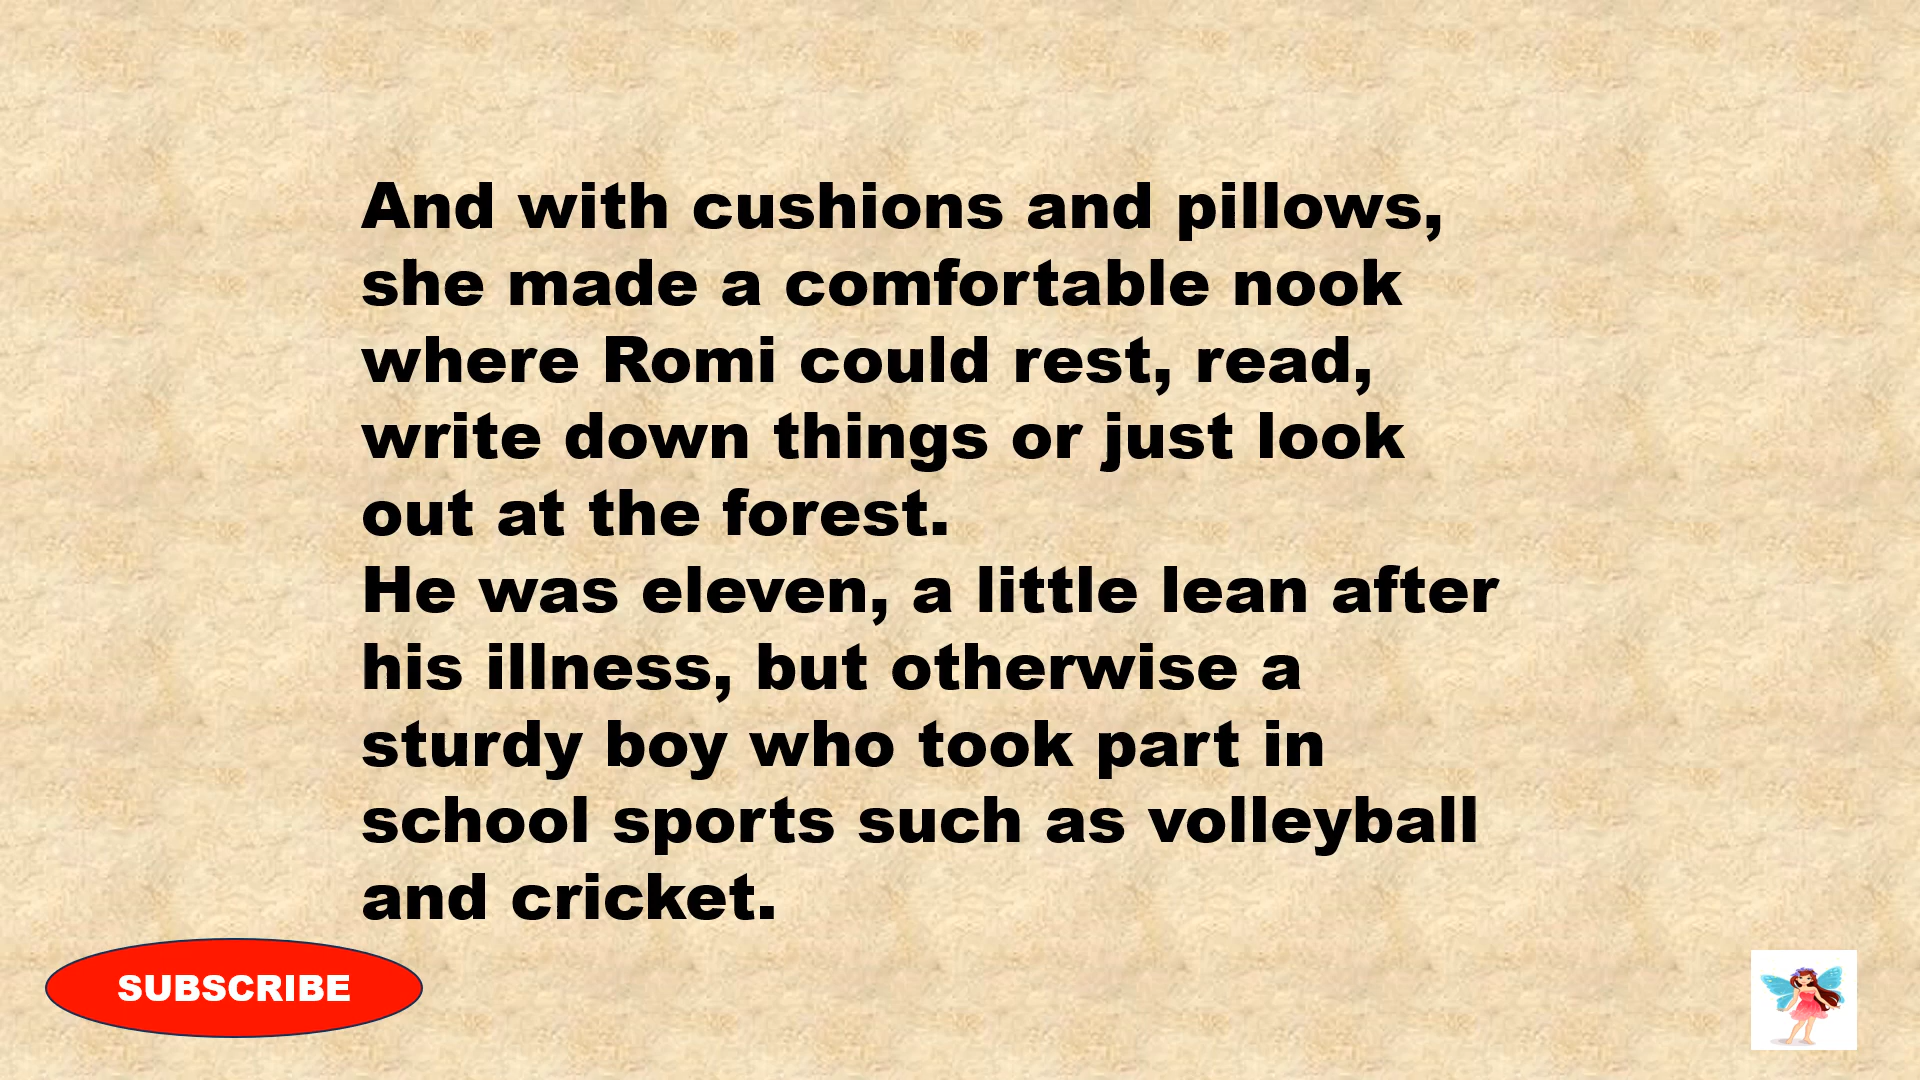 And with cushions and pillows,
she made a comfortable nook
where Romi could rest, read,
write down things or just look
out at the forest.
He was eleven, a little lean after
his illness, but otherwise a
sturdy boy who took part in
school sports such as volleyball
and cricket.
SUBSCRIBE